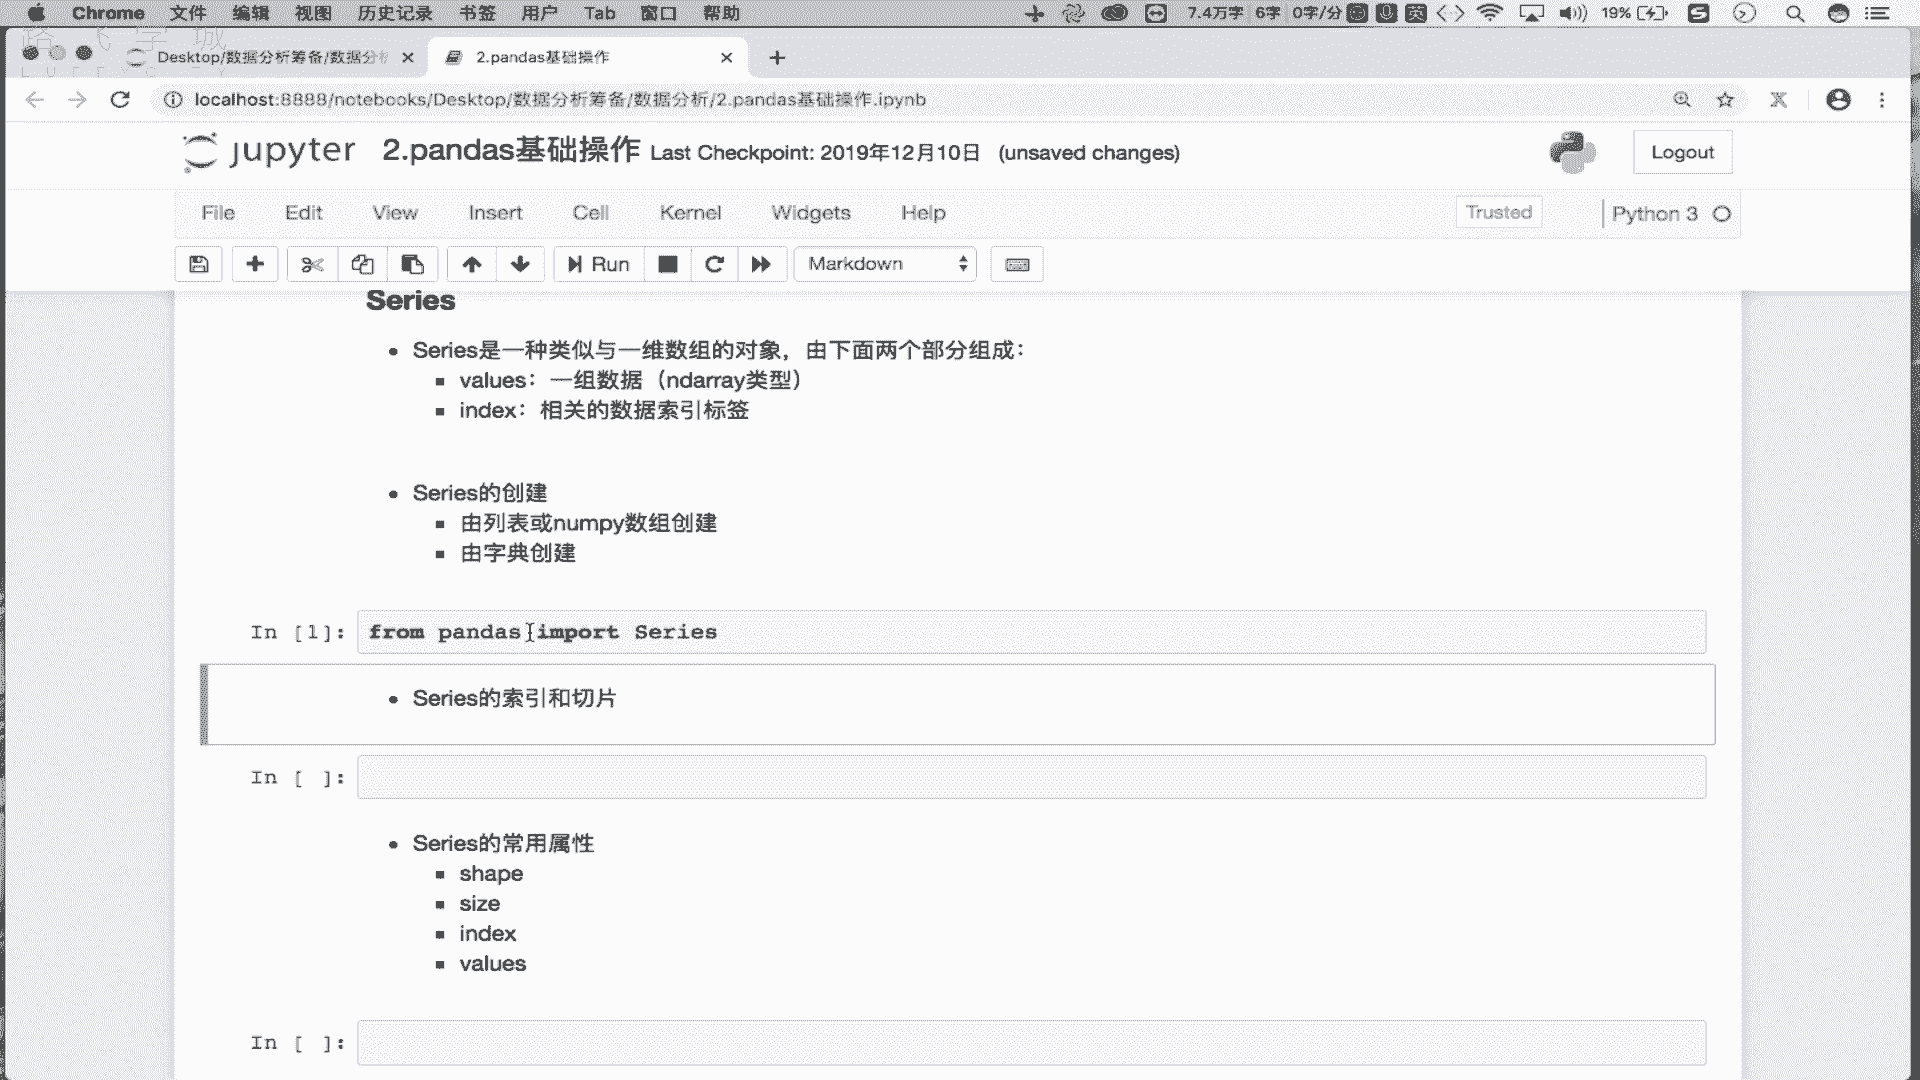 Chrome 文件 编辑 视图 历史记录 书签 用户 Tab 窗口 帮助 7.4万字 6字 0字/分 英 19%
路飞学城
Desktop/数据分析筹备/数据分析 2.pandas基础操作
localhost:8888/notebooks/Desktop/数据分析筹备/数据分析/2.pandas基础操作.ipynb
jupyter 2.pandas基础操作 Last Checkpoint: 2019年12月10日 (unsaved changes) Logout
File Edit View Insert Cell Kernel Widgets Help Trusted Python 3
Run Markdown
Series
Series是一种类似与一维数组的对象，由下面两个部分组成：
values：一组数据（ndarray类型）
index：相关的数据索引标签
Series的创建
由列表或numpy数组创建
由字典创建
In [1]: from pandas import Series
Series的索引和切片
In [ ]:
Series的常用属性
shape
size
index
values
In [ ]: